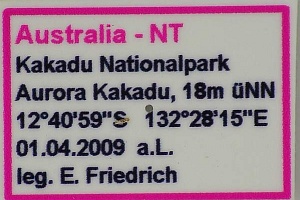 Australia - NT
Kakadu Nationalpark
Aurora Kakadu, 18m üNN
12°40'59"S 132°28'15"E
01.04.2009 a.L.
leg. E. Friedrich